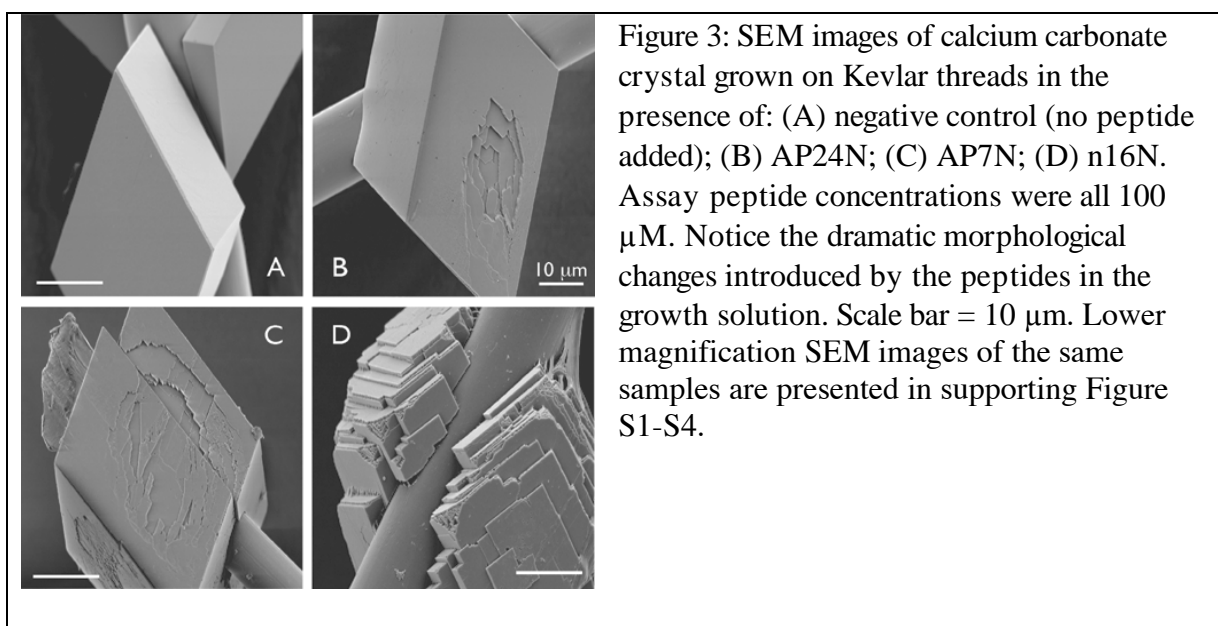 A
B
10 µm
C
D
Figure 3: SEM images of calcium carbonate
crystal grown on Kevlar threads in the
presence of: (A) negative control (no peptide
added); (B) AP24N; (C) AP7N; (D) n16N.
Assay peptide concentrations were all 100
µM. Notice the dramatic morphological
changes introduced by the peptides in the
growth solution. Scale bar = 10 µm. Lower
magnification SEM images of the same
samples are presented in supporting Figure
S1-S4.